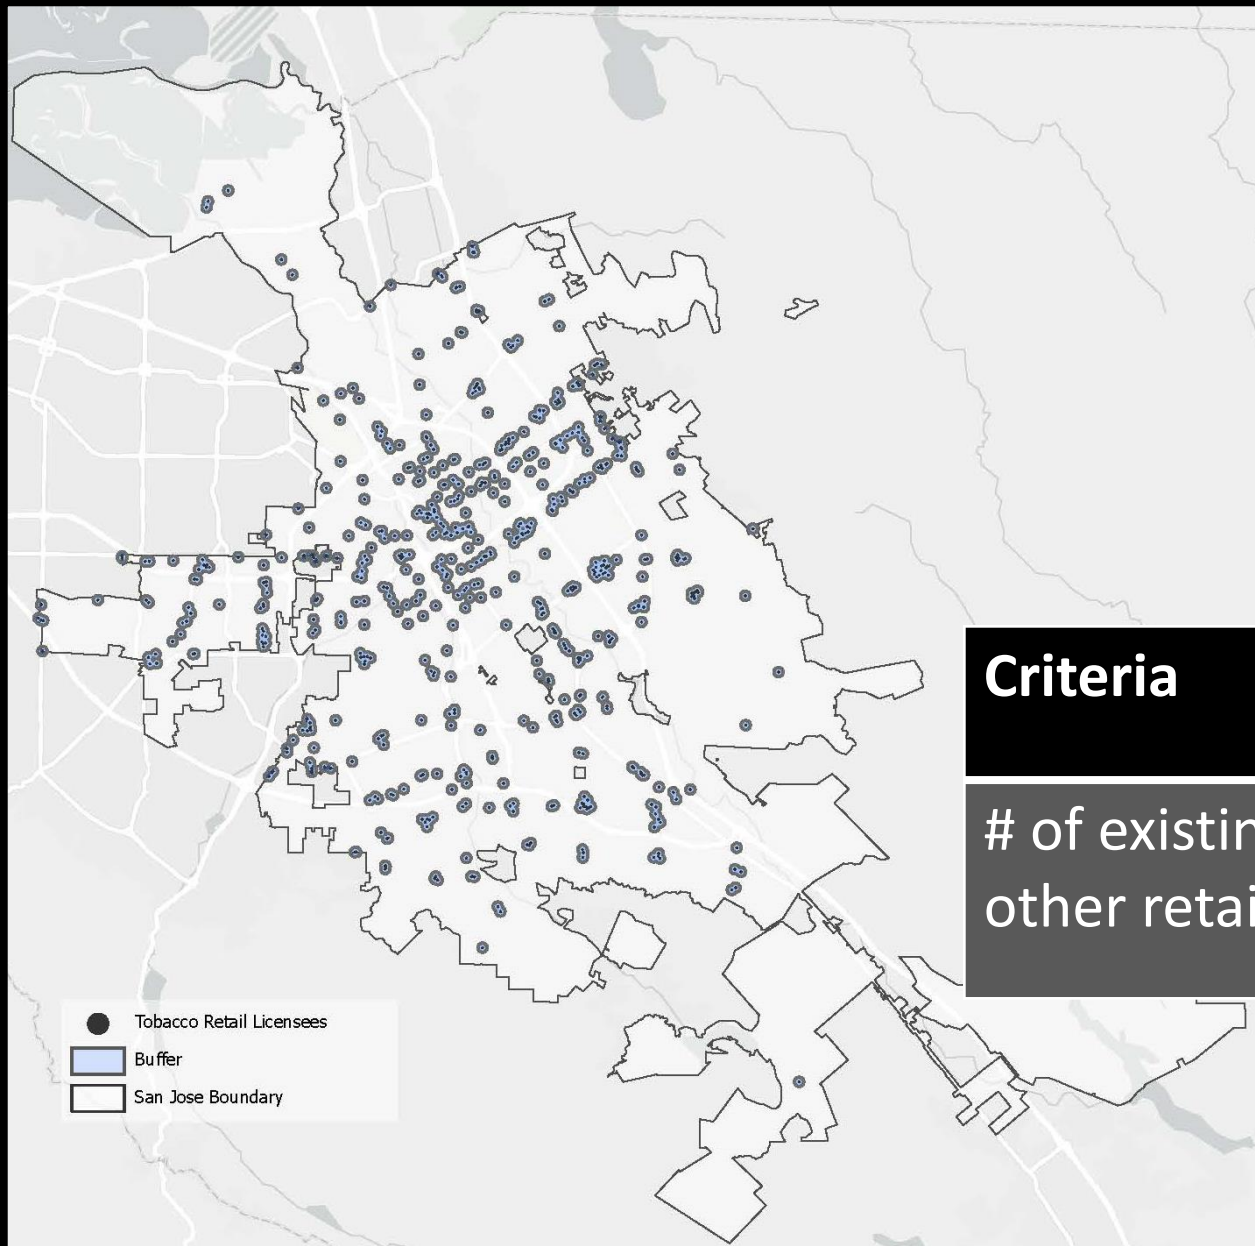 Criteria
# of existin
other retai
Tobacco Retail Licensees
Buffer
San Jose Boundary